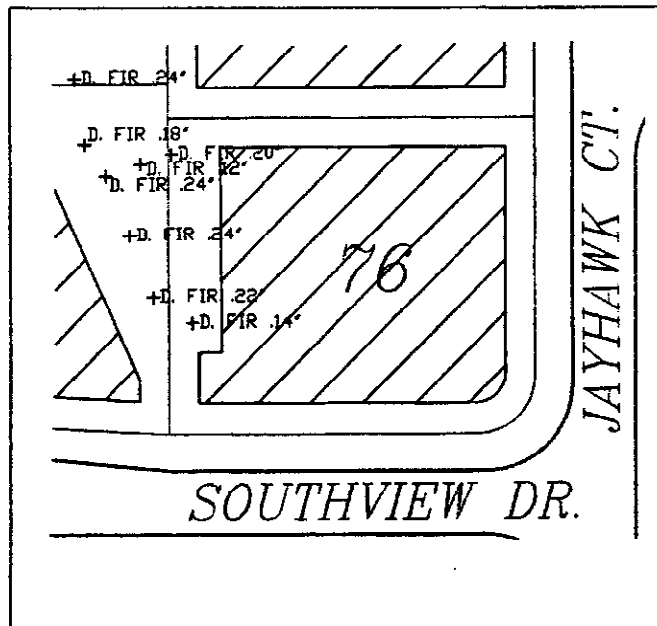 D. FIR .24"
D. FIR .18"
D. FIR .20"
D. FIR .12"
D. FIR .24"
D. FIR .24"
D. FIR .22"
D. FIR .14"
76
JAYHAWK CT.
SOUTHVIEW DR.